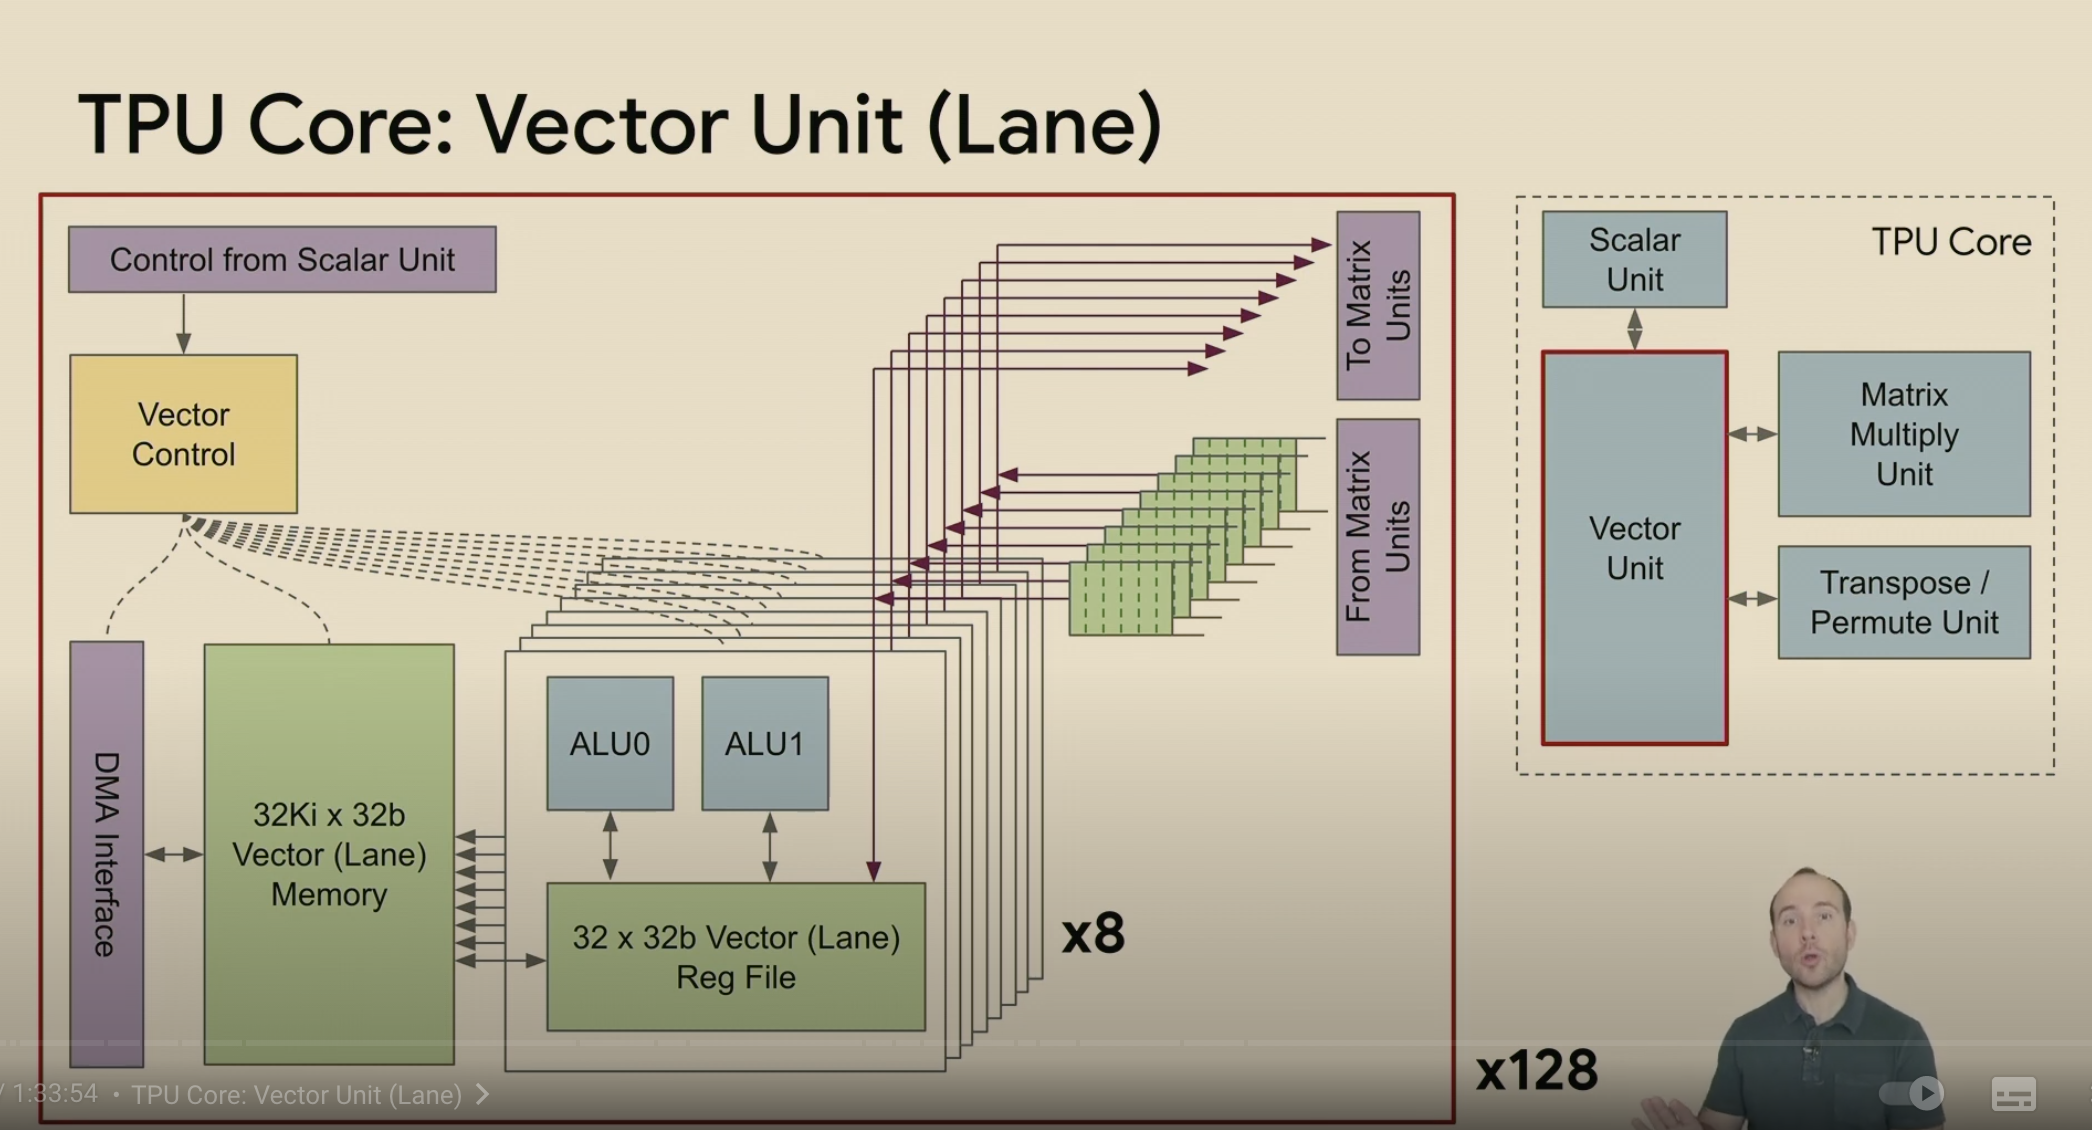 TPU Core: Vector Unit (Lane)
Control from Scalar Unit
Vector
Control
DMA Interface
32Ki x 32b
Vector (Lane)
Memory
ALU0
ALU1
32 x 32b Vector (Lane)
Reg File
x8
To Matrix
Units
From Matrix
Units
x128
TPU Core
Scalar
Unit
Vector
Unit
Matrix
Multiply
Unit
Transpose /
Permute Unit
/ 1:33:54 • TPU Core: Vector Unit (Lane) >